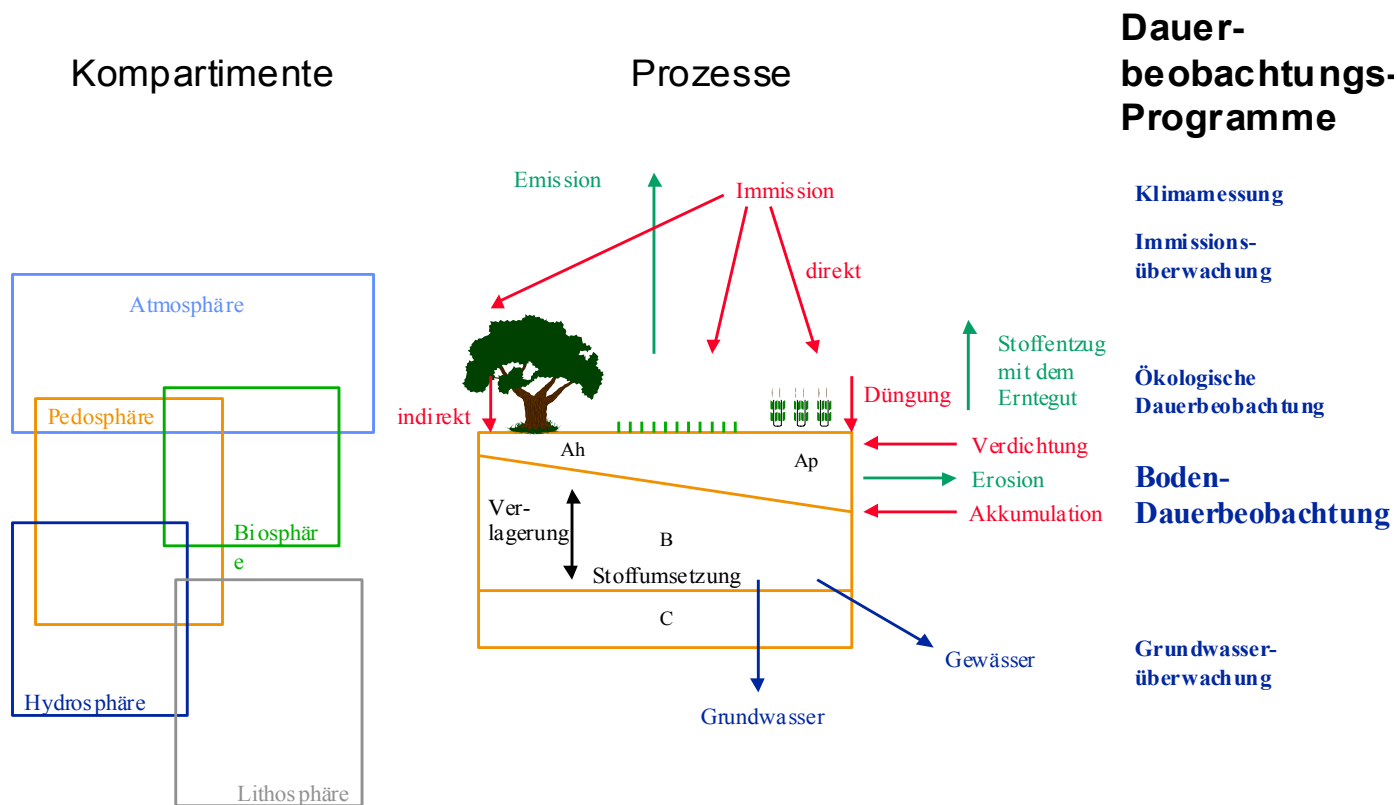 Kompartimente
Prozesse
Dauer-
beobachtungs-
Programme
Atmosphäre
Pedosphäre
Biosphär
e
Hydrosphäre
Lithosphäre
Emission
Immission
direkt
indirekt
Düngung
Stoffentzug
mit dem
Erntegut
Verdichtung
Erosion
Akkumulation
Ah
Ap
Ver-
lagerung
B
Stoffumsetzung
C
Gewässer
Grundwasser
Klimamessung
Immissions-
überwachung
Ökologische
Dauerbeobachtung
Boden-
Dauerbeobachtung
Grundwasser-
überwachung